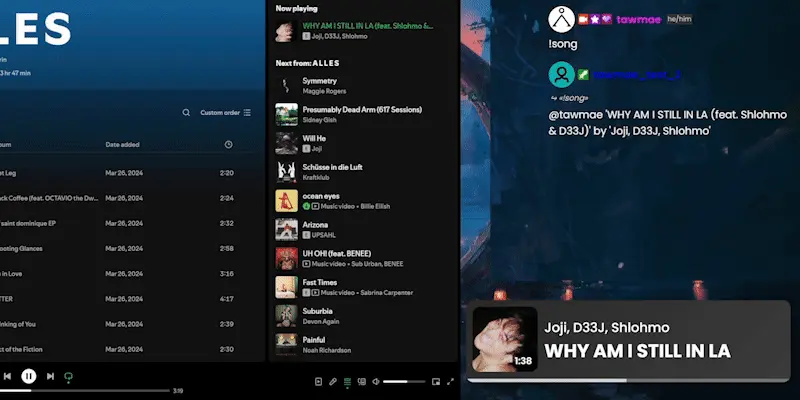 LES
3 hr 47 min
Custom order
Date added
Leg
Mar 26, 2024
2:20
ck Coffee (feat. OCTAVIO the Dw...
Mar 26, 2024
2:24
saint dominique EP
Mar 26, 2024
2:32
ooting Glances
Mar 26, 2024
2:58
in Love
Mar 26, 2024
3:16
TTER
Mar 26, 2024
4:17
inking of You
Mar 26, 2024
2:39
ct of the Fiction
Mar 26, 2024
2:30
3:19
Now playing
WHY AM I STILL IN LA (feat. Shlohmo &...
E Joji, D33J, Shlohmo
Next from: ALLES
Symmetry
Maggie Rogers
Presumably Dead Arm (617 Sessions)
Sidney Gish
Will He
E Joji
Schüsse in die Luft
Kraftklub
ocean eyes
Music video • Billie Eilish
Arizona
E UPSAHL
UH OH! (feat. BENEE)
Music video • Sub Urban, BENEE
Fast Times
E Music video • Sabrina Carpenter
Suburbia
Devon Again
Painful
Noah Richardson
tawmae he/him
!song
«!song»
@tawmae 'WHY AM I STILL IN LA (feat. Shlohmo
& D33J)' by 'Joji, D33J, Shlohmo'
1:38
Joji, D33J, Shlohmo
WHY AM I STILL IN LA